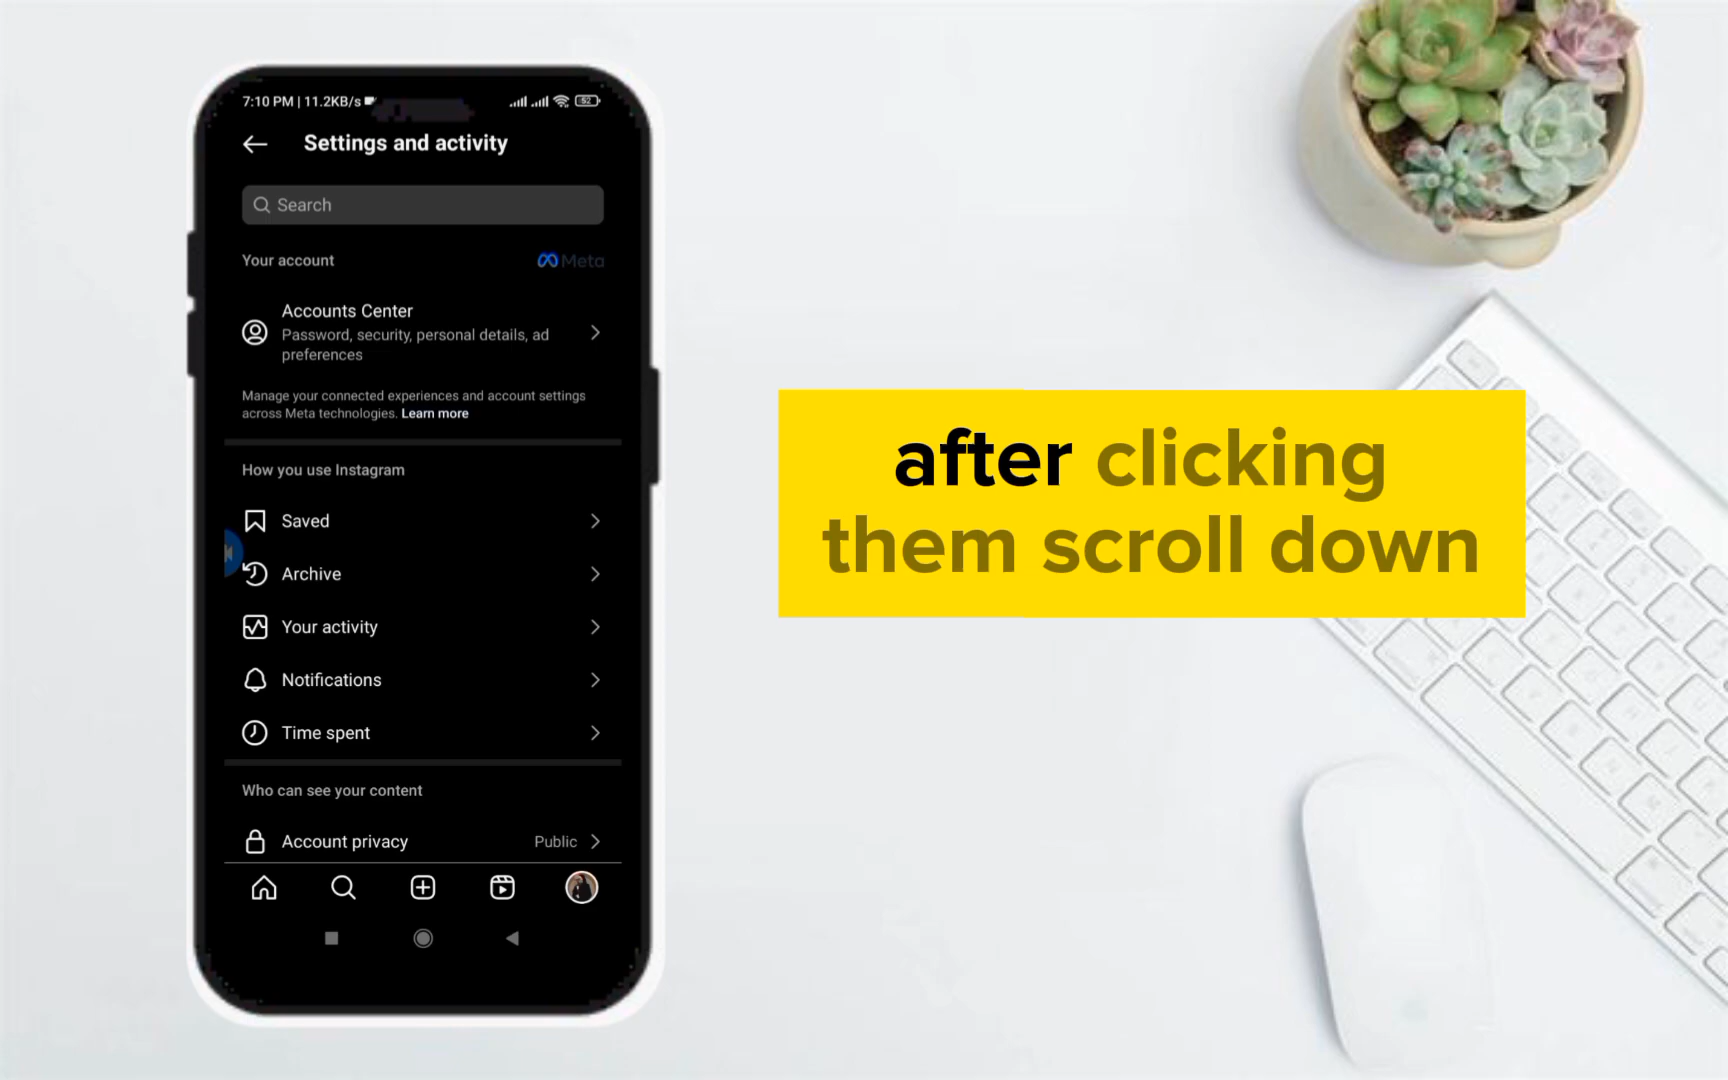 7:10 PM | 11.2KB/s
52
Settings and activity
Search
Your account
Meta
Accounts Center
Password, security, personal details, ad
preferences
Manage your connected experiences and account settings
across Meta technologies. Learn more
How you use Instagram
Saved
Archive
Your activity
Notifications
Time spent
Who can see your content
Account privacy
Public
after clicking
them scroll down